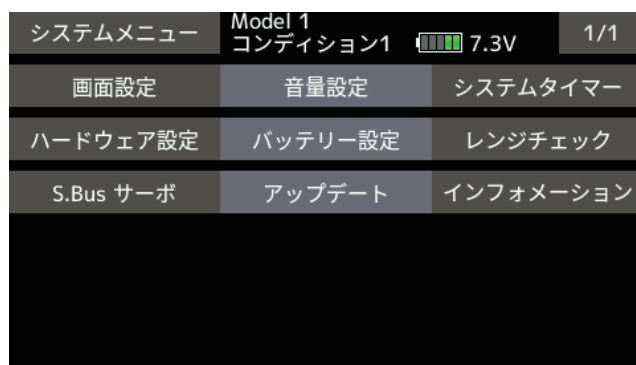 システムメニュー
Model 1
コンディション1 7.3V
1/1
画面設定 音量設定 システムタイマー
ハードウェア設定 バッテリー設定 レンジチェック
S.Bus サーボ アップデート インフォメーション